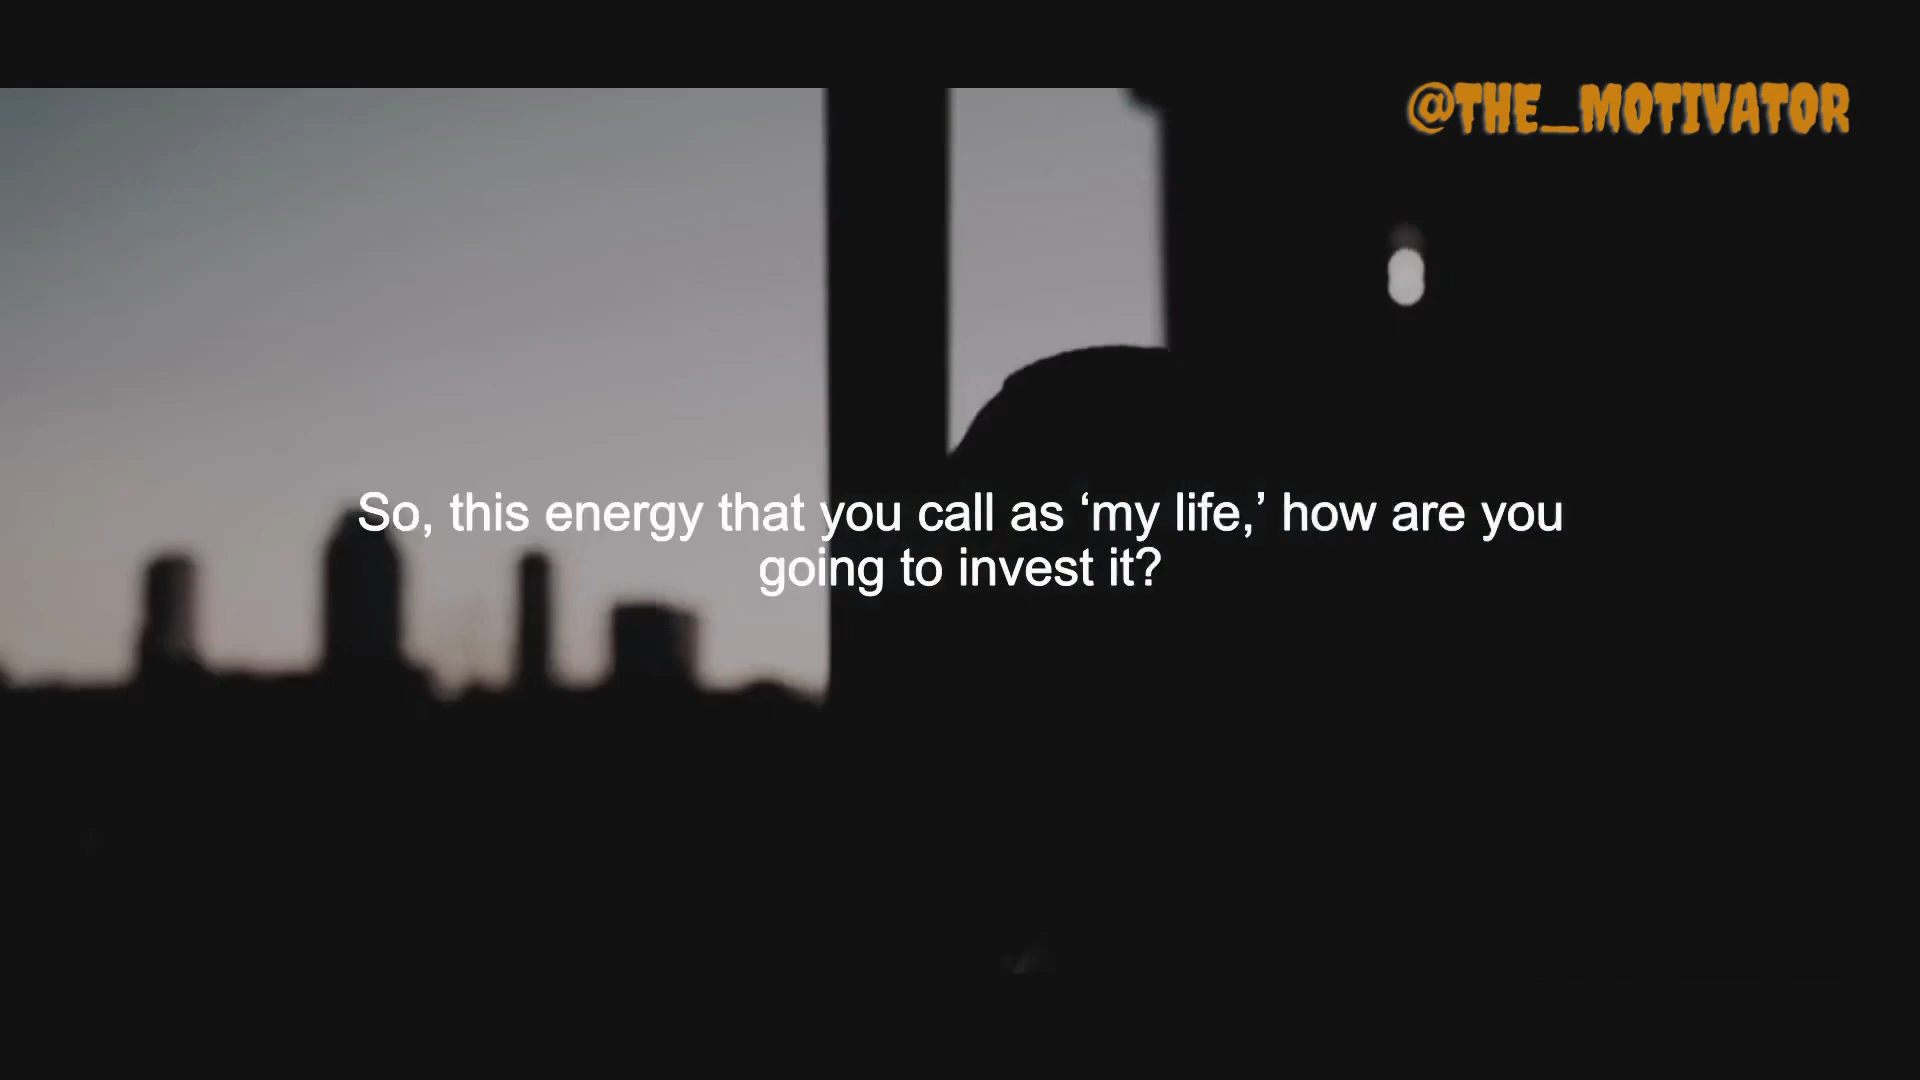 @THE_MOTIVATOR
So, this energy that you call as ‘my life,’ how are you
going to invest it?